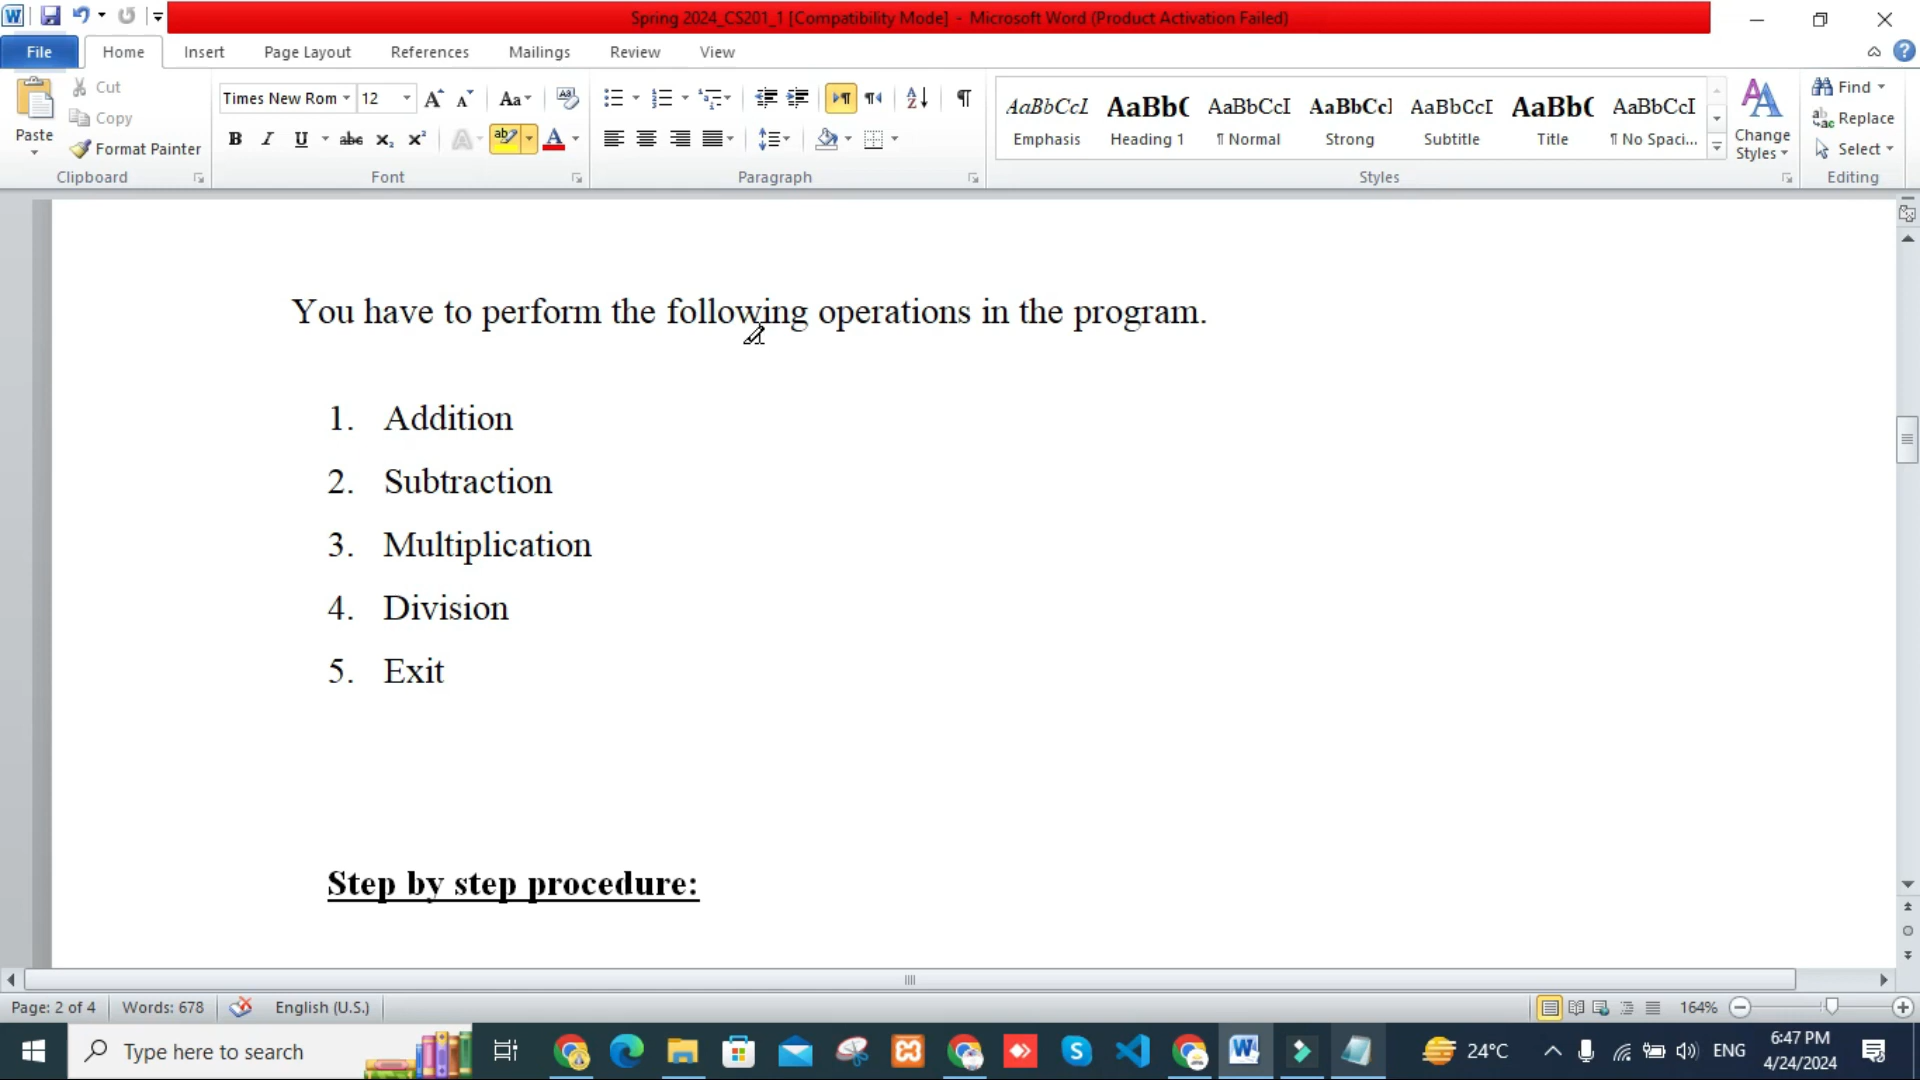 Spring 2024_CS201_1 [Compatibility Mode] - Microsoft Word (Product Activation Failed)
File Home Insert Page Layout References Mailings Review View
Cut
Copy
Format Painter
Paste
Clipboard
Times New Rom 12
Font
Paragraph
AaBbCcI AaBb( AaBbCcI AaBbCcI AaBbCcI AaBb( AaBbCcI
Emphasis Heading 1 ¶ Normal Strong Subtitle Title ¶ No Spaci...
Change
Styles
Styles
Find
Replace
Select
Editing
You have to perform the following operations in the program.
1. Addition
2. Subtraction
3. Multiplication
4. Division
5. Exit
Step by step procedure:
Page: 2 of 4 Words: 678 English (U.S.) 164%
Type here to search 24°C ENG 6:47 PM
4/24/2024